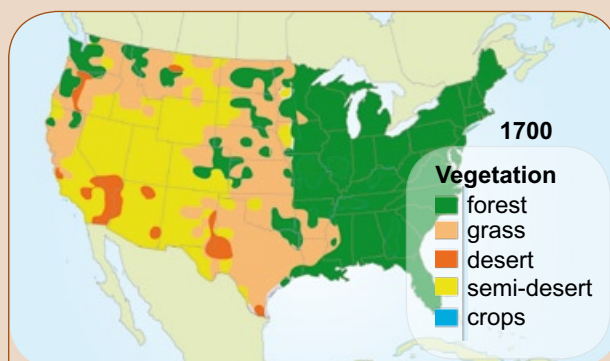 1700
Vegetation
forest
grass
desert
semi-desert
crops